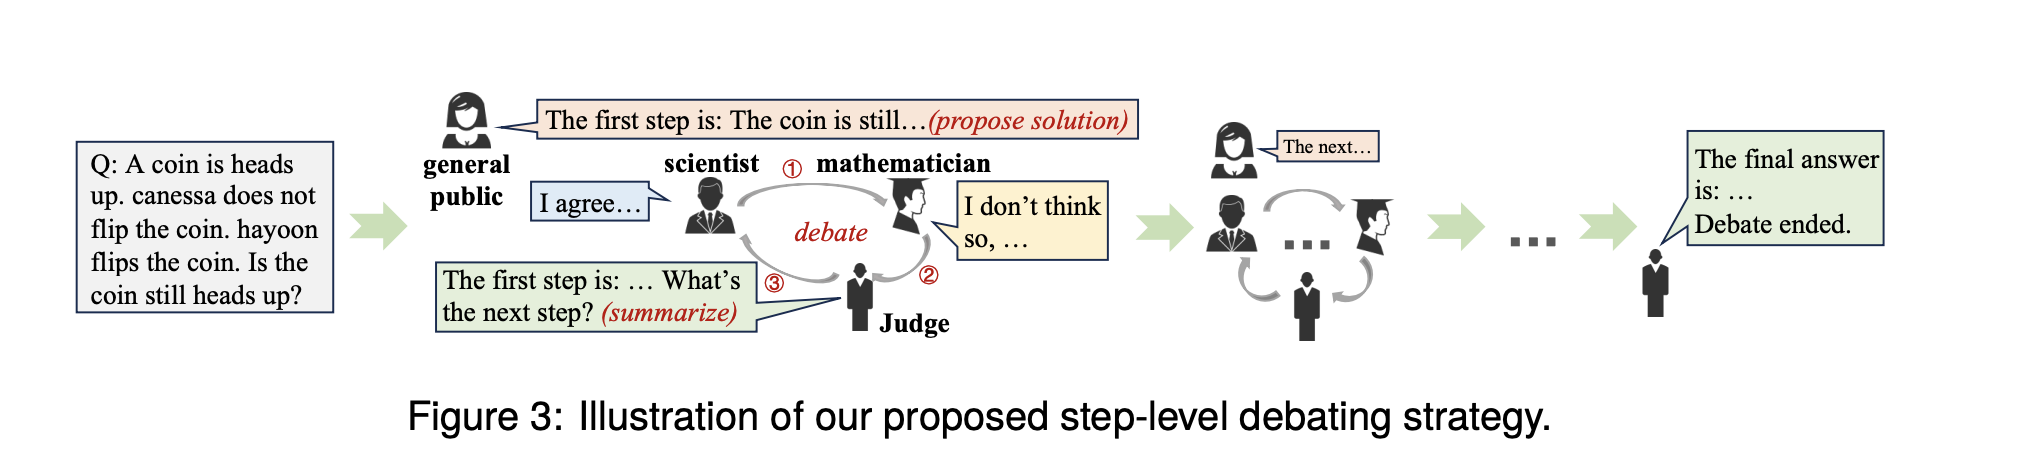 Q: A coin is heads
up. canessa does not
flip the coin. hayoon
flips the coin. Is the
coin still heads up?
general
public
The first step is: The coin is still…(propose solution)
scientist
①
mathematician
I agree…
debate
I don’t think
so, …
②
③
The first step is: … What’s
the next step? (summarize)
Judge
The next…
...
...
The final answer
is: …
Debate ended.
Figure 3: Illustration of our proposed step-level debating strategy.